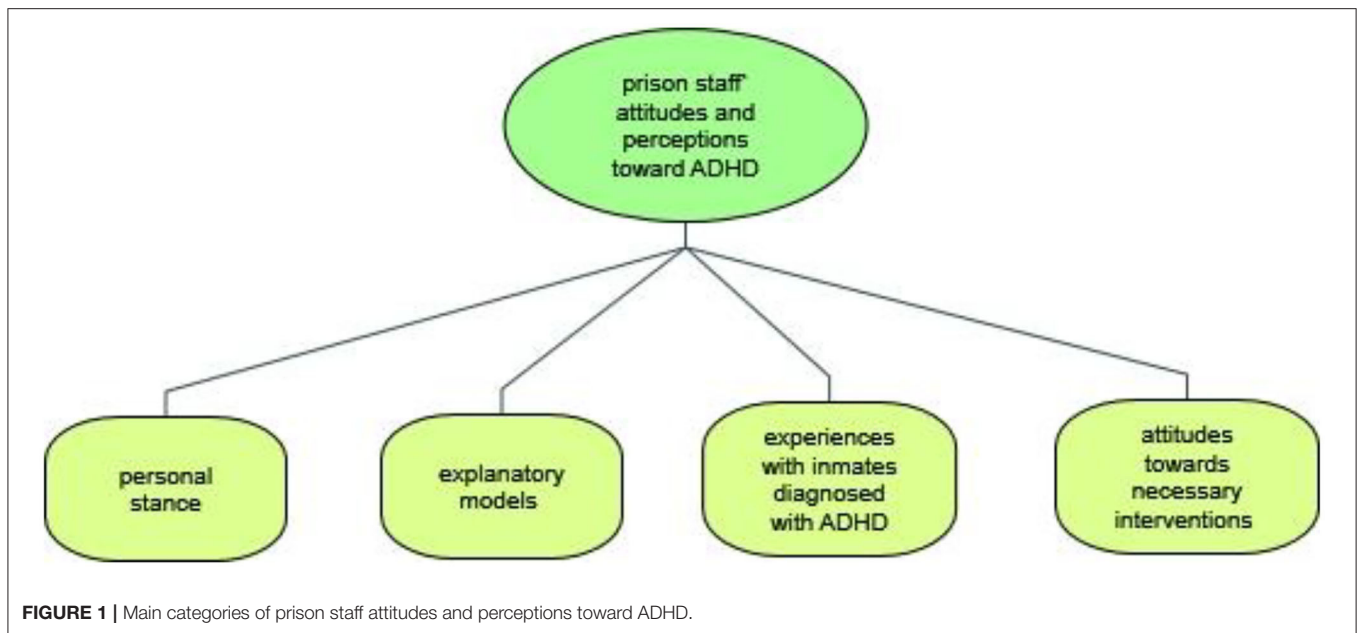 prison staff'
attitudes and
perceptions
toward ADHD
personal
stance
explanatory
models
experiences
with inmates
diagnosed
with ADHD
attitudes
towards
necessary
interventions
FIGURE 1 | Main categories of prison staff attitudes and perceptions toward ADHD.